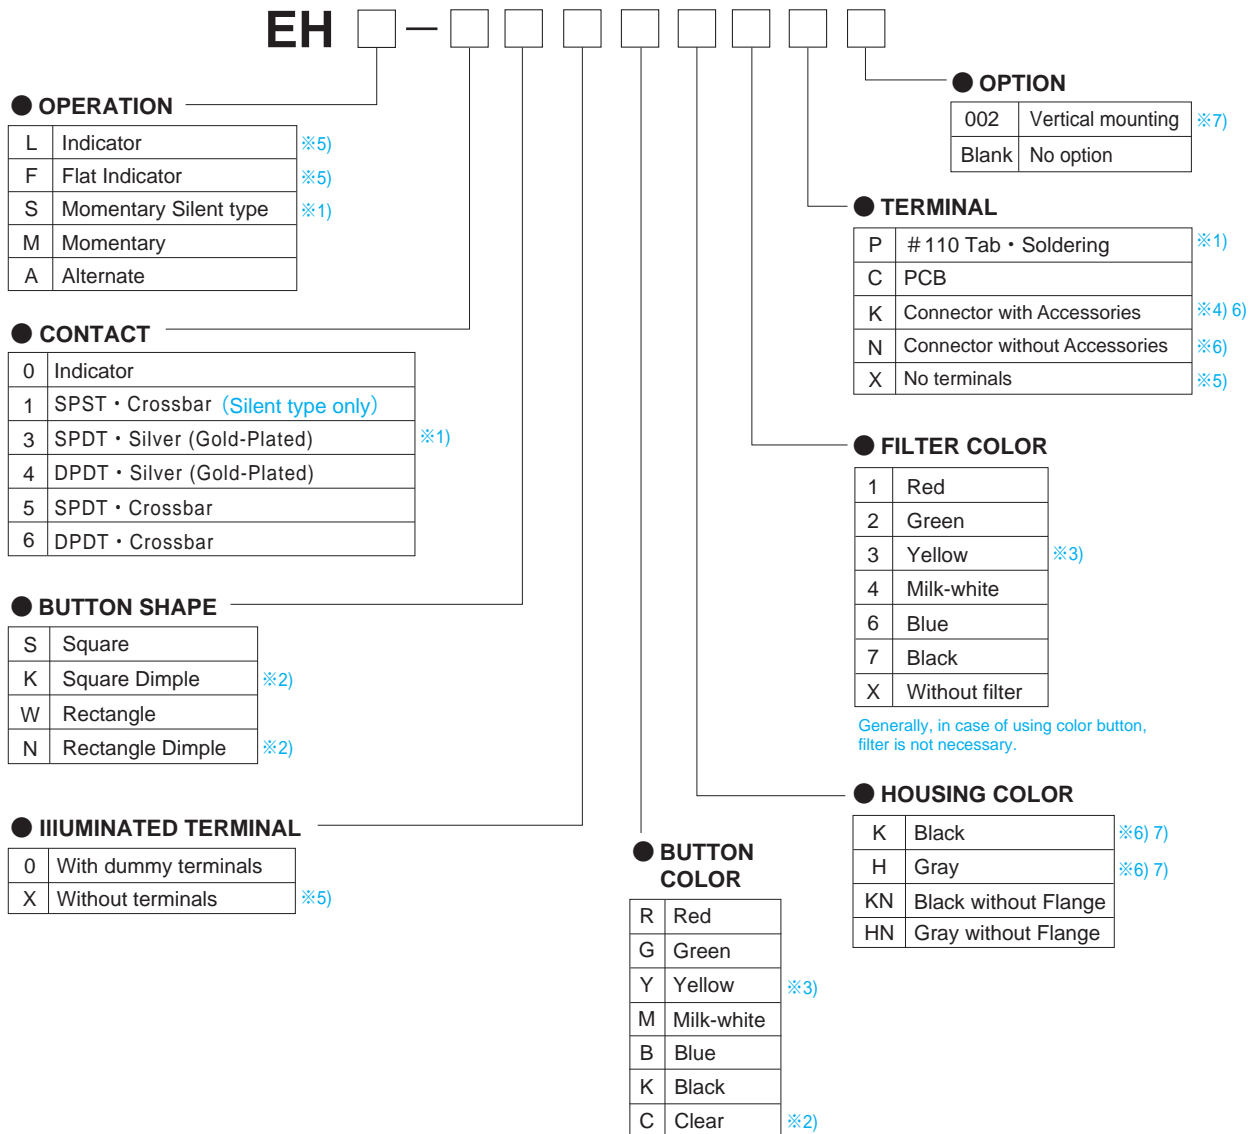 EH —
● OPERATION
L Indicator ※5)
F Flat Indicator ※5)
S Momentary Silent type ※1)
M Momentary
A Alternate
● CONTACT
0 Indicator
1 SPST・Crossbar (Silent type only)
3 SPDT・Silver (Gold-Plated) ※1)
4 DPDT・Silver (Gold-Plated)
5 SPDT・Crossbar
6 DPDT・Crossbar
● BUTTON SHAPE
S Square
K Square Dimple ※2)
W Rectangle
N Rectangle Dimple ※2)
● IIIUMINATED TERMINAL
0 With dummy terminals
X Without terminals ※5)
● BUTTON
COLOR
R Red
G Green
Y Yellow ※3)
M Milk-white
B Blue
K Black
C Clear ※2)
● HOUSING COLOR
K Black ※6) 7)
H Gray ※6) 7)
KN Black without Flange
HN Gray without Flange
● FILTER COLOR
1 Red
2 Green
3 Yellow ※3)
4 Milk-white
6 Blue
7 Black
X Without filter
Generally, in case of using color button,
filter is not necessary.
● TERMINAL
P ＃110 Tab・Soldering ※1)
C PCB
K Connector with Accessories ※4) 6)
N Connector without Accessories ※6)
X No terminals ※5)
● OPTION
002 Vertical mounting ※7)
Blank No option